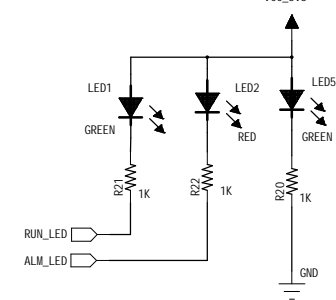 LED1
LED2
LED5
GREEN
RED
GREEN
R21
1K
R22
1K
R20
1K
RUN_LED
ALM_LED
GND